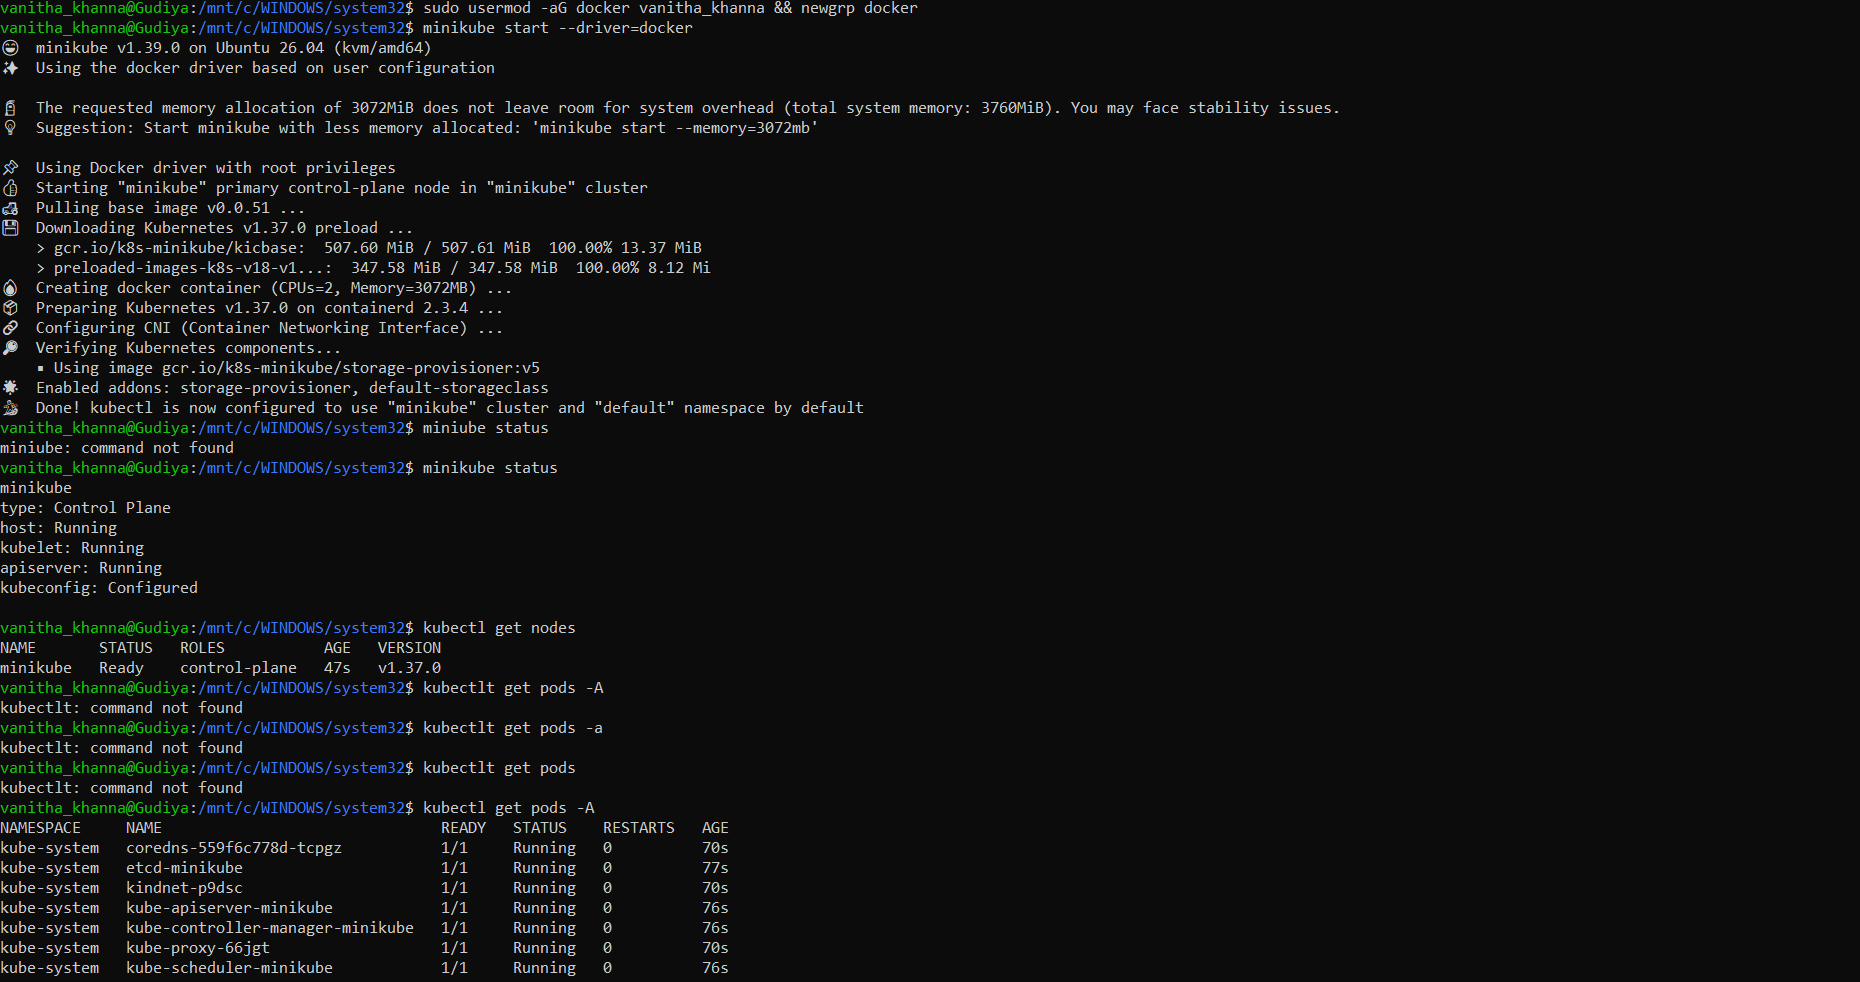 vanitha_khanna@Gudiya:/mnt/c/WINDOWS/system32$ sudo usermod -aG docker vanitha_khanna && newgrp docker
vanitha_khanna@Gudiya:/mnt/c/WINDOWS/system32$ minikube start --driver=docker
minikube v1.39.0 on Ubuntu 26.04 (kvm/amd64)
Using the docker driver based on user configuration
The requested memory allocation of 3072MiB does not leave room for system overhead (total system memory: 3760MiB). You may face stability issues.
Suggestion: Start minikube with less memory allocated: 'minikube start --memory=3072mb'
Using Docker driver with root privileges
Starting "minikube" primary control-plane node in "minikube" cluster
Pulling base image v0.0.51 ...
Downloading Kubernetes v1.37.0 preload ...
> gcr.io/k8s-minikube/kicbase:  507.60 MiB / 507.61 MiB  100.00% 13.37 MiB
> preloaded-images-k8s-v18-v1...:  347.58 MiB / 347.58 MiB  100.00% 8.12 Mi
Creating docker container (CPUs=2, Memory=3072MB) ...
Preparing Kubernetes v1.37.0 on containerd 2.3.4 ...
Configuring CNI (Container Networking Interface) ...
Verifying Kubernetes components...
▪ Using image gcr.io/k8s-minikube/storage-provisioner:v5
Enabled addons: storage-provisioner, default-storageclass
Done! kubectl is now configured to use "minikube" cluster and "default" namespace by default
vanitha_khanna@Gudiya:/mnt/c/WINDOWS/system32$ miniube status
miniube: command not found
vanitha_khanna@Gudiya:/mnt/c/WINDOWS/system32$ minikube status
minikube
type: Control Plane
host: Running
kubelet: Running
apiserver: Running
kubeconfig: Configured
vanitha_khanna@Gudiya:/mnt/c/WINDOWS/system32$ kubectl get nodes
NAME       STATUS   ROLES           AGE   VERSION
minikube   Ready    control-plane   47s   v1.37.0
vanitha_khanna@Gudiya:/mnt/c/WINDOWS/system32$ kubectlt get pods -A
kubectlt: command not found
vanitha_khanna@Gudiya:/mnt/c/WINDOWS/system32$ kubectlt get pods -a
kubectlt: command not found
vanitha_khanna@Gudiya:/mnt/c/WINDOWS/system32$ kubectlt get pods
kubectlt: command not found
vanitha_khanna@Gudiya:/mnt/c/WINDOWS/system32$ kubectl get pods -A
NAMESPACE     NAME                               READY   STATUS    RESTARTS   AGE
kube-system   coredns-559f6c778d-tcpgz           1/1     Running   0          70s
kube-system   etcd-minikube                      1/1     Running   0          77s
kube-system   kindnet-p9dsc                      1/1     Running   0          70s
kube-system   kube-apiserver-minikube            1/1     Running   0          76s
kube-system   kube-controller-manager-minikube   1/1     Running   0          76s
kube-system   kube-proxy-66jgt                   1/1     Running   0          70s
kube-system   kube-scheduler-minikube            1/1     Running   0          76s